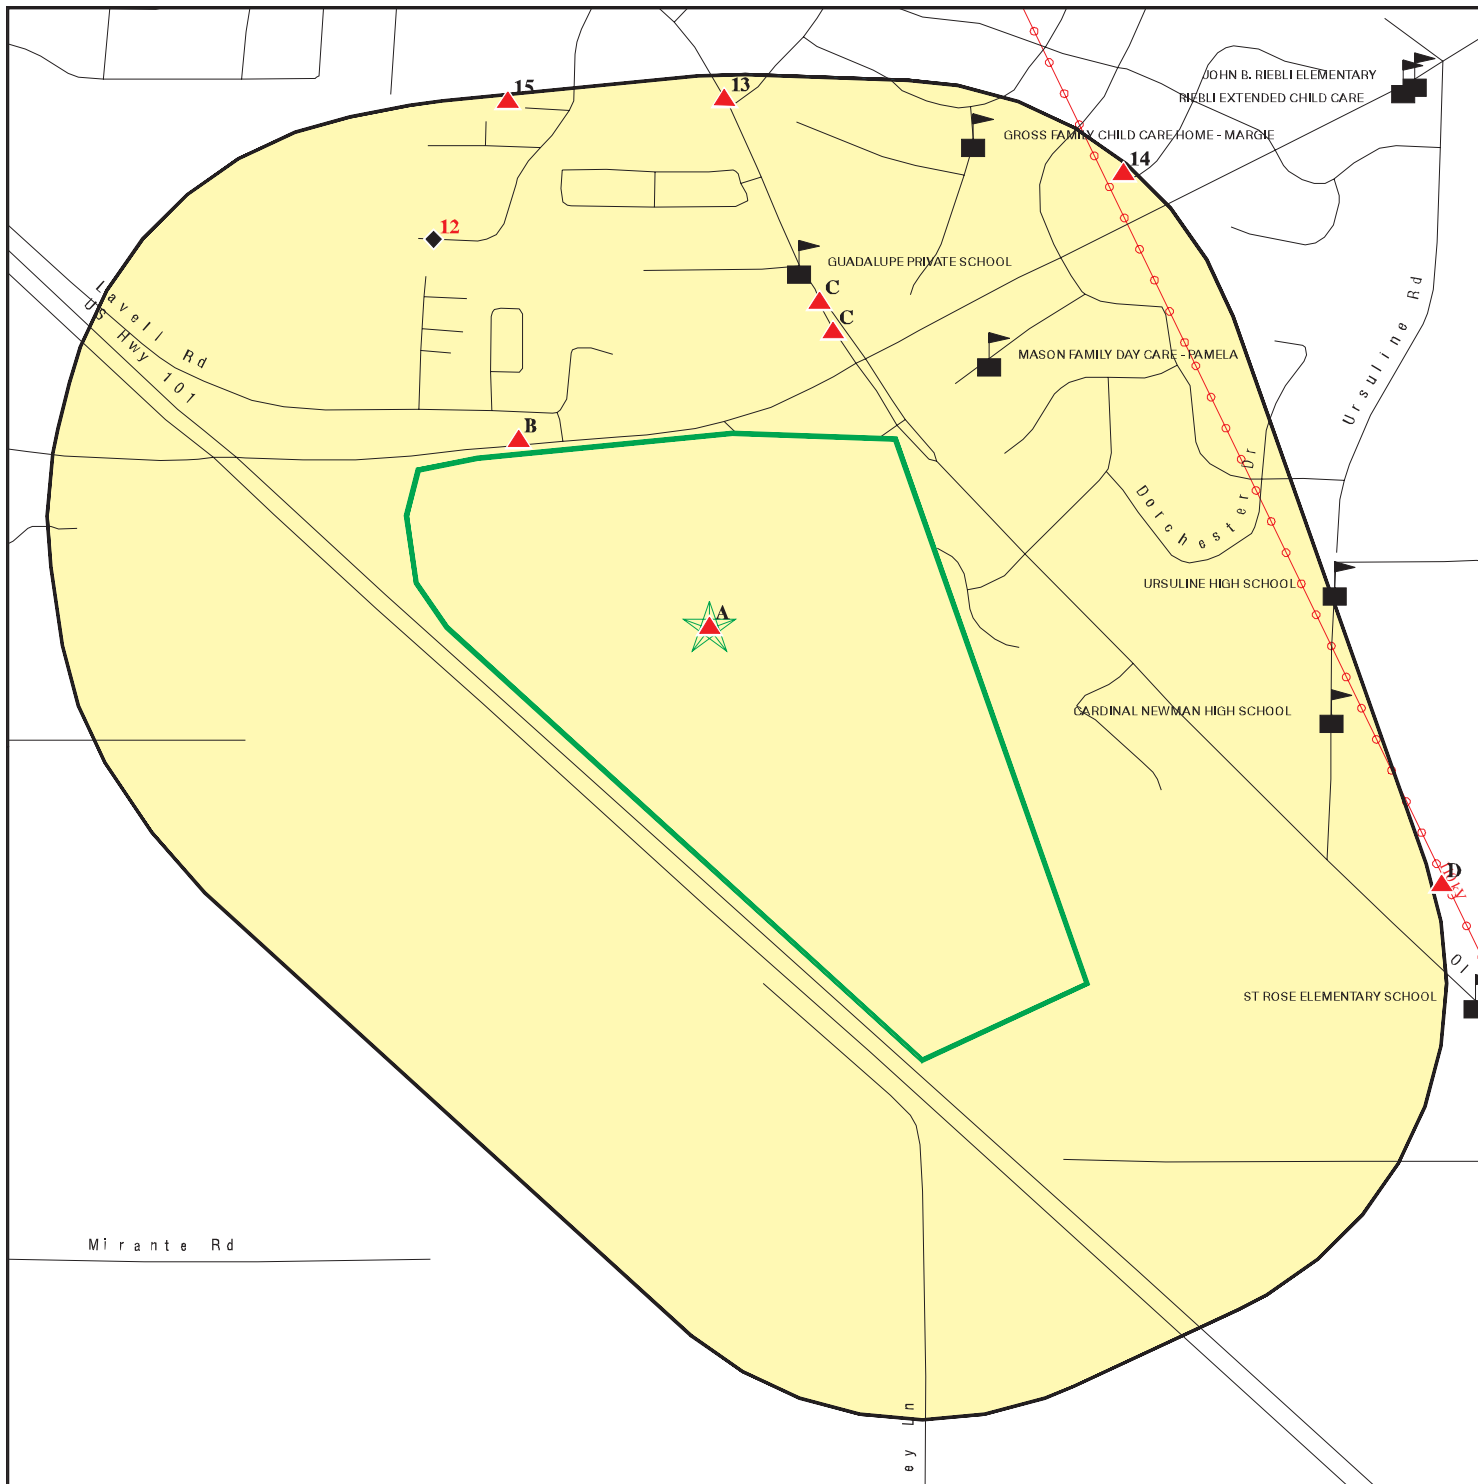 15
13
JOHN B. RIEBLI ELEMENTARY
RIEBLI EXTENDED CHILD CARE
GROSS FAMILY CHILD CARE HOME - MARGIE
14
12
GUADALUPE PRIVATE SCHOOL
C
C
Lavell Rd
US Hwy 101
MASON FAMILY DAY CARE - PAMELA
Ursuline Rd
B
Dorchester Dr
URSULINE HIGH SCHOOL
A
CARDINAL NEWMAN HIGH SCHOOL
D
ST ROSE ELEMENTARY SCHOOL
Mirante Rd
ey Ln